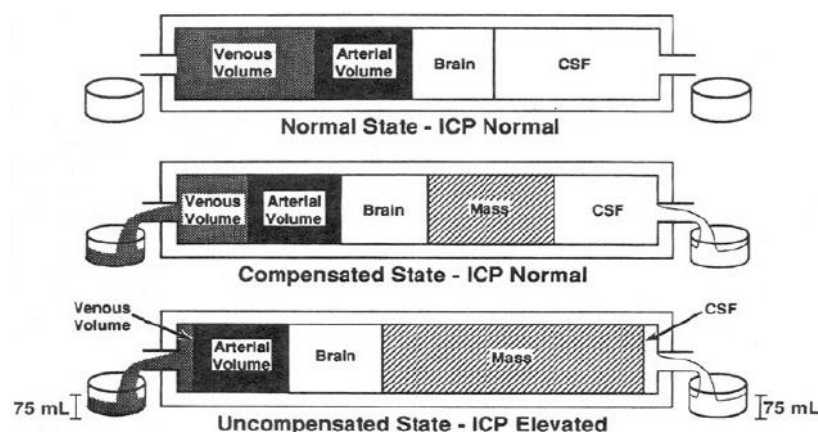 Venous
Volume
Arterial
Volume
Brain
CSF
Normal State - ICP Normal
Venous
Volume
Arterial
Volume
Brain
Mass
CSF
Compensated State - ICP Normal
Venous
Volume
Arterial
Volume
Brain
Mass
CSF
75 mL
75 mL
Uncompensated State - ICP Elevated